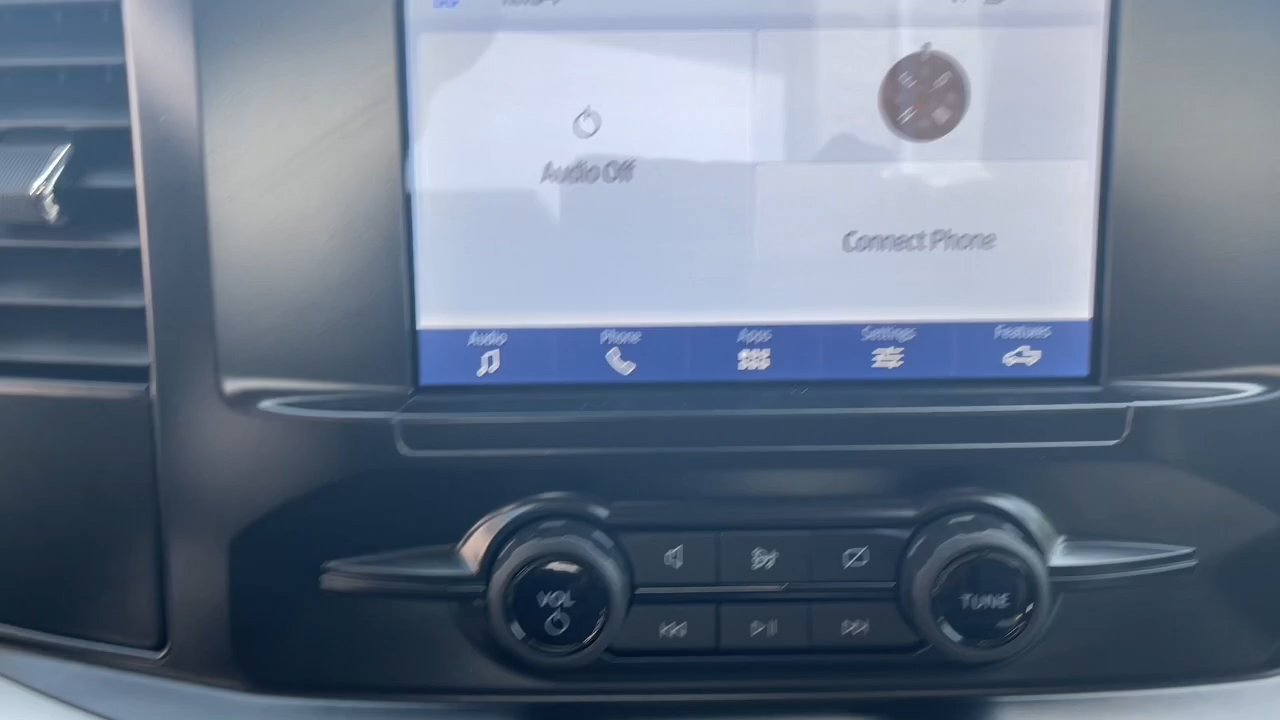 Audio Off
Connect Phone
Audio Phone Apps Settings Features
VOL
TUNE